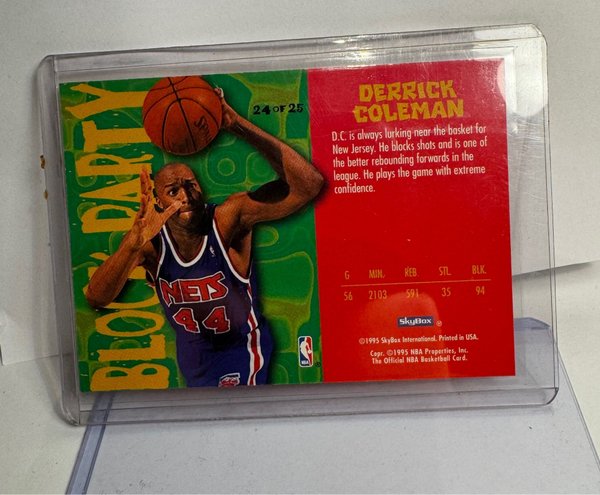 BLOCK PARTY
24 OF 25
NETS
44
NBA
DERRICK
COLEMAN
D.C. is always lurking near the basket for
New Jersey. He blocks shots and is one of
the better rebounding forwards in the
league. He plays the game with extreme
confidence.
G MIN. REB STL. BLK.
56 2103 591 35 94
SkyBox
©1995 SkyBox International. Printed in USA.
Copr. ©1995 NBA Properties, Inc.
The Official NBA Basketball Card.